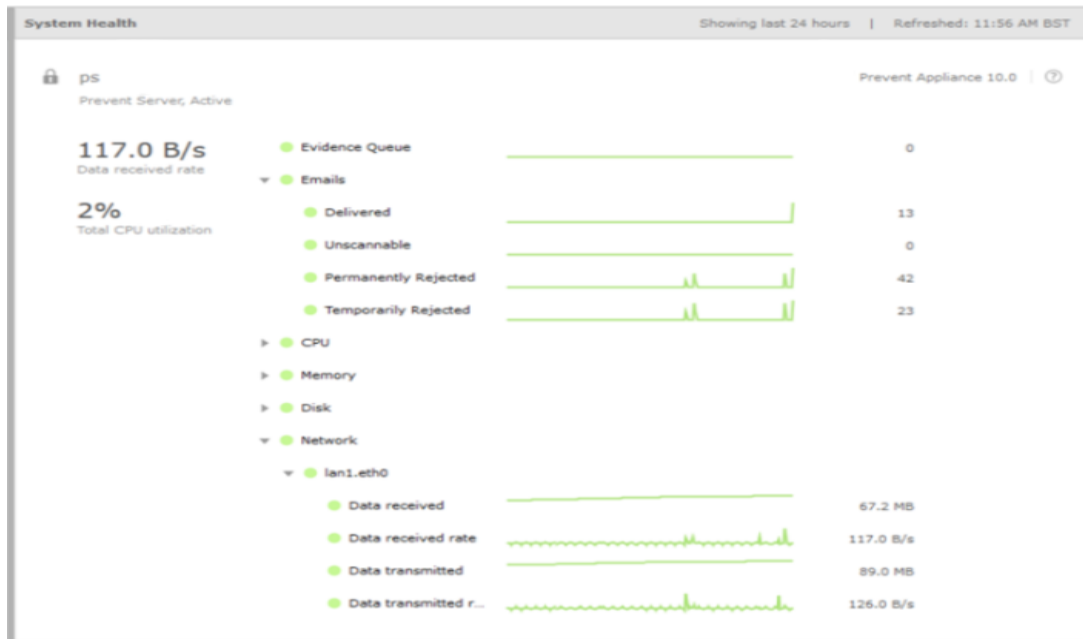 System Health Showing last 24 hours | Refreshed: 11:56 AM BST
ps Prevent Appliance 10.0 | ?
Prevent Server, Active
117.0 B/s
Data received rate
2%
Total CPU utilization
Evidence Queue 0
Emails
Delivered 13
Unscannable 0
Permanently Rejected 42
Temporarily Rejected 23
CPU
Memory
Disk
Network
lan1.eth0
Data received 67.2 MB
Data received rate 117.0 B/s
Data transmitted 89.0 MB
Data transmitted r... 126.0 B/s